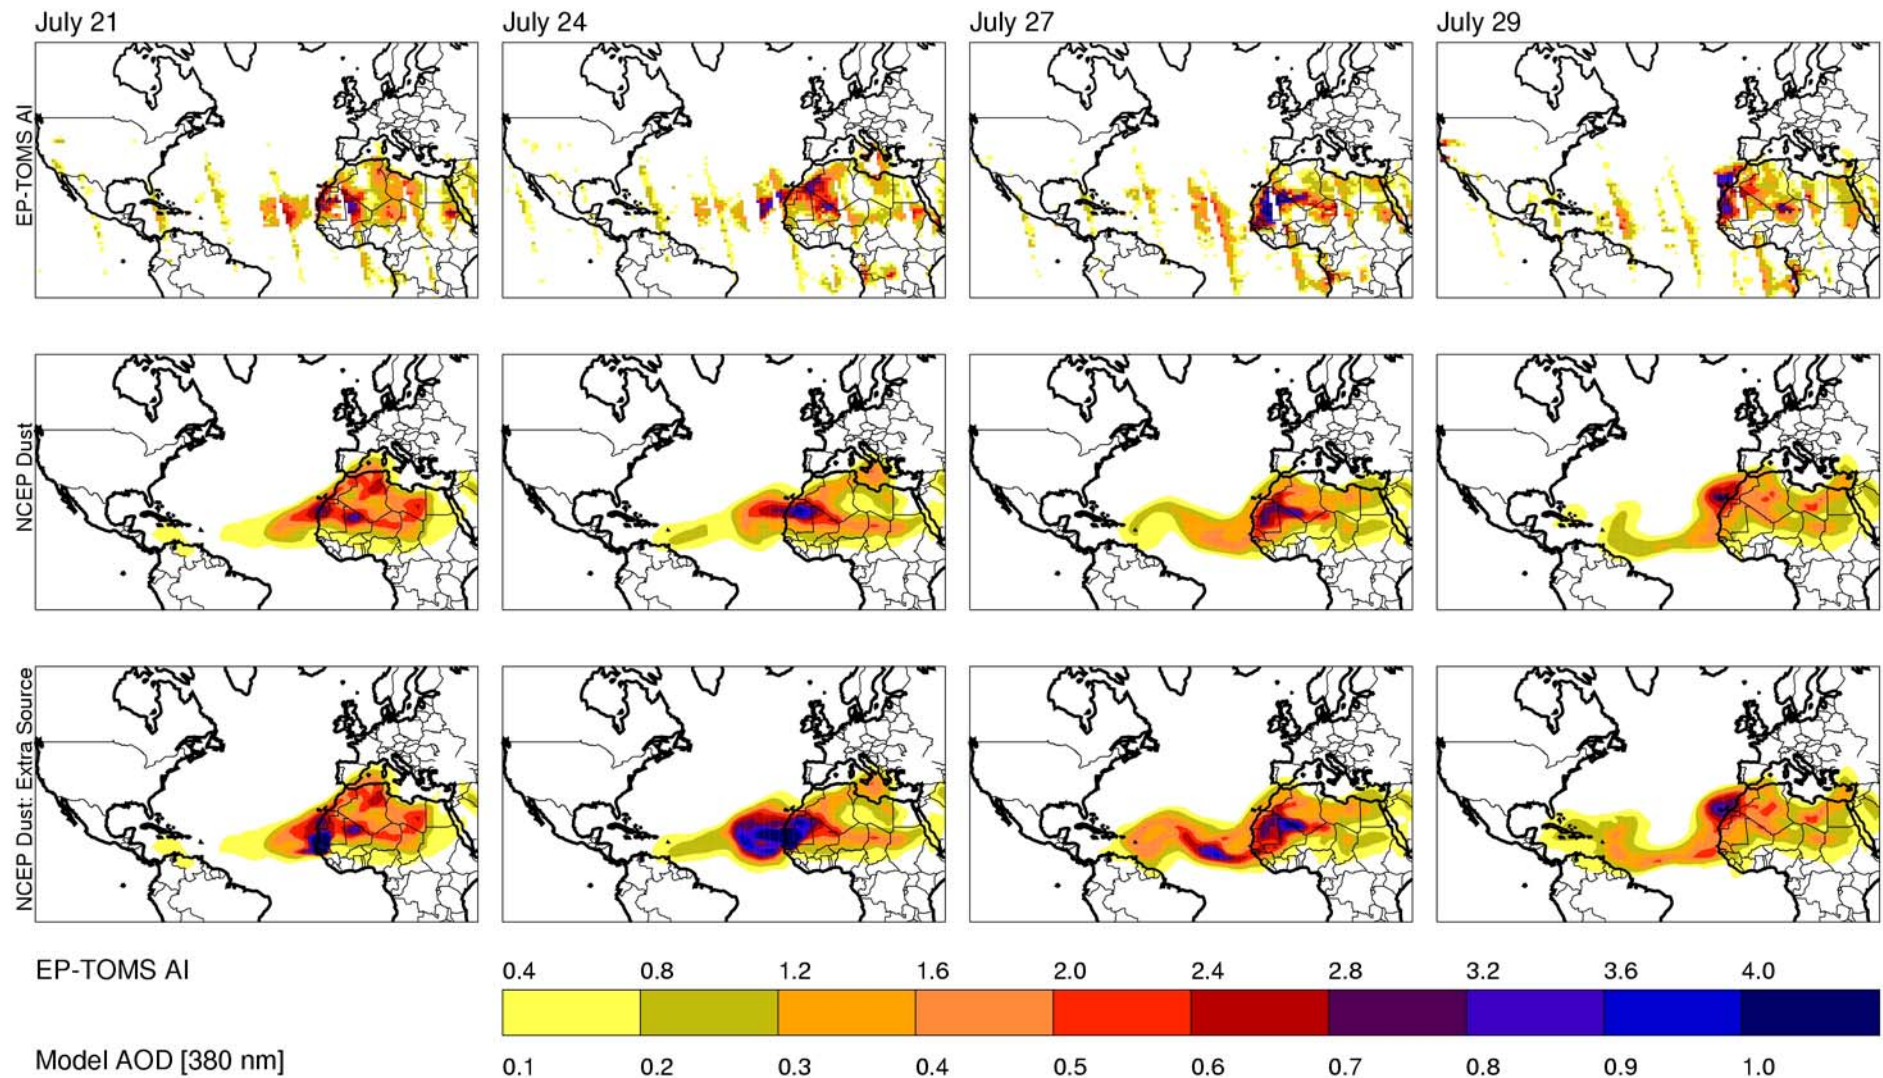 July 21 July 24 July 27 July 29
EP-TOMS AI
NCEP Dust
NCEP Dust: Extra Source
EP-TOMS AI 0.4 0.8 1.2 1.6 2.0 2.4 2.8 3.2 3.6 4.0
Model AOD [380 nm] 0.1 0.2 0.3 0.4 0.5 0.6 0.7 0.8 0.9 1.0